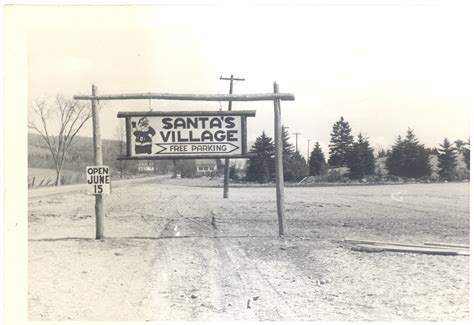 SANTA'S
VILLAGE
FREE PARKING
OPEN
JUNE
15